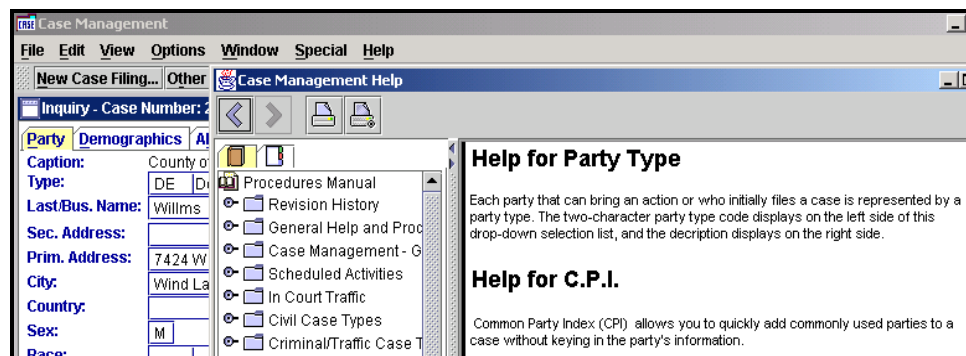 CASE Case Management
File Edit View Options Window Special Help
New Case Filing... Other
Case Management Help
Inquiry - Case Number: 2
Party Demographics Al
Caption: County of
Type: DE
Last/Bus. Name: Willms
Sec. Address:
Prim. Address: 7424 W
City: Wind La
Country:
Sex: M
Race:
Procedures Manual
Revision History
General Help and Proc
Case Management - G
Scheduled Activities
In Court Traffic
Civil Case Types
Criminal/Traffic Case T
Help for Party Type
Each party that can bring an action or who initially files a case is represented by a
party type. The two-character party type code displays on the left side of this
drop-down selection list, and the decription displays on the right side.
Help for C.P.I.
Common Party Index (CPI) allows you to quickly add commonly used parties to a
case without keying in the party's information.